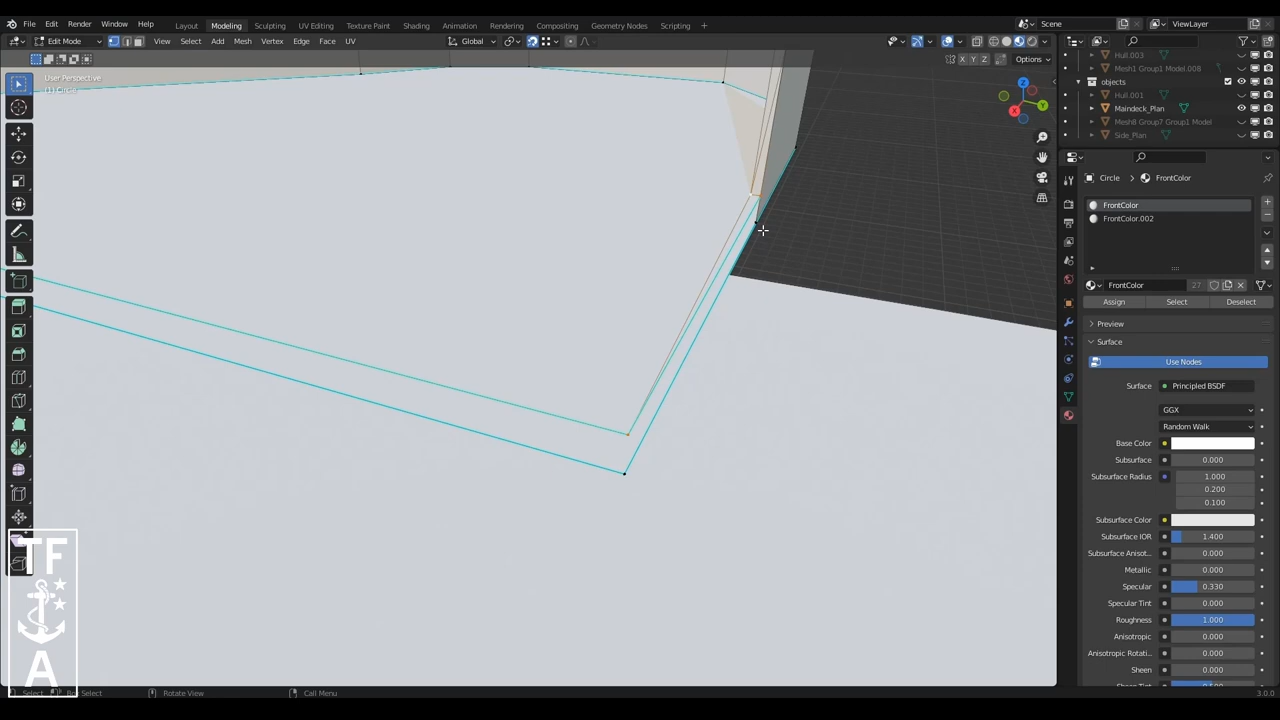 File Edit Render Window Help Layout Modeling Sculpting UV Editing Texture Paint Shading Animation Rendering Compositing Geometry Nodes Scripting + Scene ViewLayer
Edit Mode View Select Add Mesh Vertex Edge Face UV Global
X Y Z Options
User Perspective
(1) Circle
Z
Y
X
Hull.003
Mesh1 Group1 Model.008
objects
Hull.001
Maindeck_Plan
Mesh8 Group7 Group1 Model
Side_Plan
Circle FrontColor
FrontColor
FrontColor.002
FrontColor 27
Assign Select Deselect
Preview
Surface
Use Nodes
Surface Principled BSDF
GGX
Random Walk
Base Color
Subsurface 0.000
Subsurface Radius 1.000
0.200
0.100
Subsurface Color
Subsurface IOR 1.400
Subsurface Anisot... 0.000
Metallic 0.000
Specular 0.330
Specular Tint 0.000
Roughness 1.000
Anisotropic 0.000
Anisotropic Rotati... 0.000
Sheen 0.000
TF
A
Select Box Select Rotate View Call Menu 3.0.0